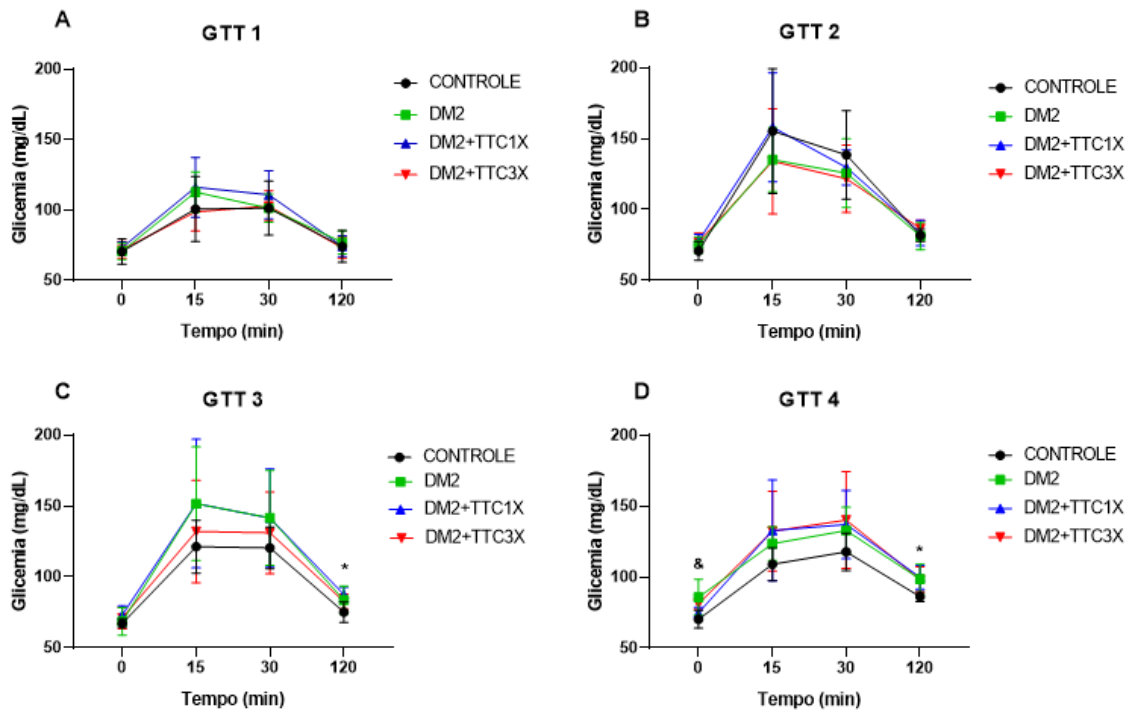 A
GTT 1
Glicemia (mg/dL)
200
150
100
50
0 15 30 120
Tempo (min)
CONTROLE
DM2
DM2+TTC1X
DM2+TTC3X
B
GTT 2
Glicemia (mg/dL)
200
150
100
50
0 15 30 120
Tempo (min)
CONTROLE
DM2
DM2+TTC1X
DM2+TTC3X
C
GTT 3
Glicemia (mg/dL)
200
150
100
50
*
0 15 30 120
Tempo (min)
CONTROLE
DM2
DM2+TTC1X
DM2+TTC3X
D
GTT 4
Glicemia (mg/dL)
200
150
100
50
& *
0 15 30 120
Tempo (min)
CONTROLE
DM2
DM2+TTC1X
DM2+TTC3X